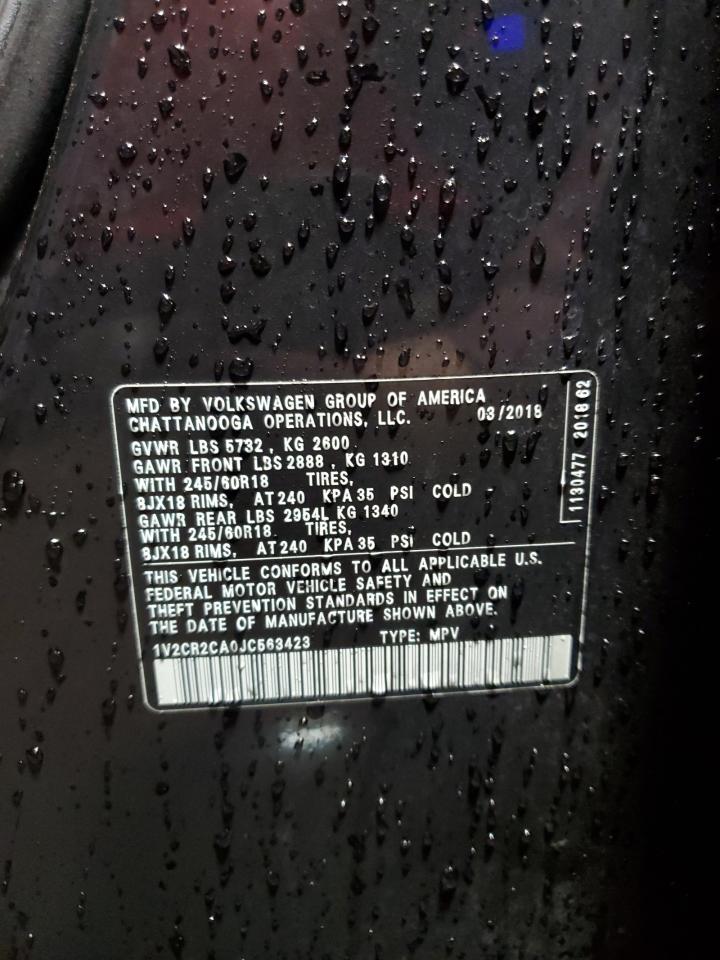 MFD BY VOLKSWAGEN GROUP OF AMERICA
CHATTANOOGA OPERATIONS, LLC. 03/2018
GVWR LBS 5732, KG 2600
GAWR FRONT LBS 2888, KG 1310
WITH 245/60R18 TIRES,
8JX18 RIMS, AT 240 KPA 35 PSI COLD
GAWR REAR LBS 2954L KG 1340
WITH 245/60R18 TIRES,
8JX18 RIMS, AT 240 KPA 35 PSI COLD
THIS VEHICLE CONFORMS TO ALL APPLICABLE U.S.
FEDERAL MOTOR VEHICLE SAFETY AND
THEFT PREVENTION STANDARDS IN EFFECT ON
THE DATE OF MANUFACTURE SHOWN ABOVE.
1V2CR2CA0JC563423 TYPE: MPV
1130477 2018 62